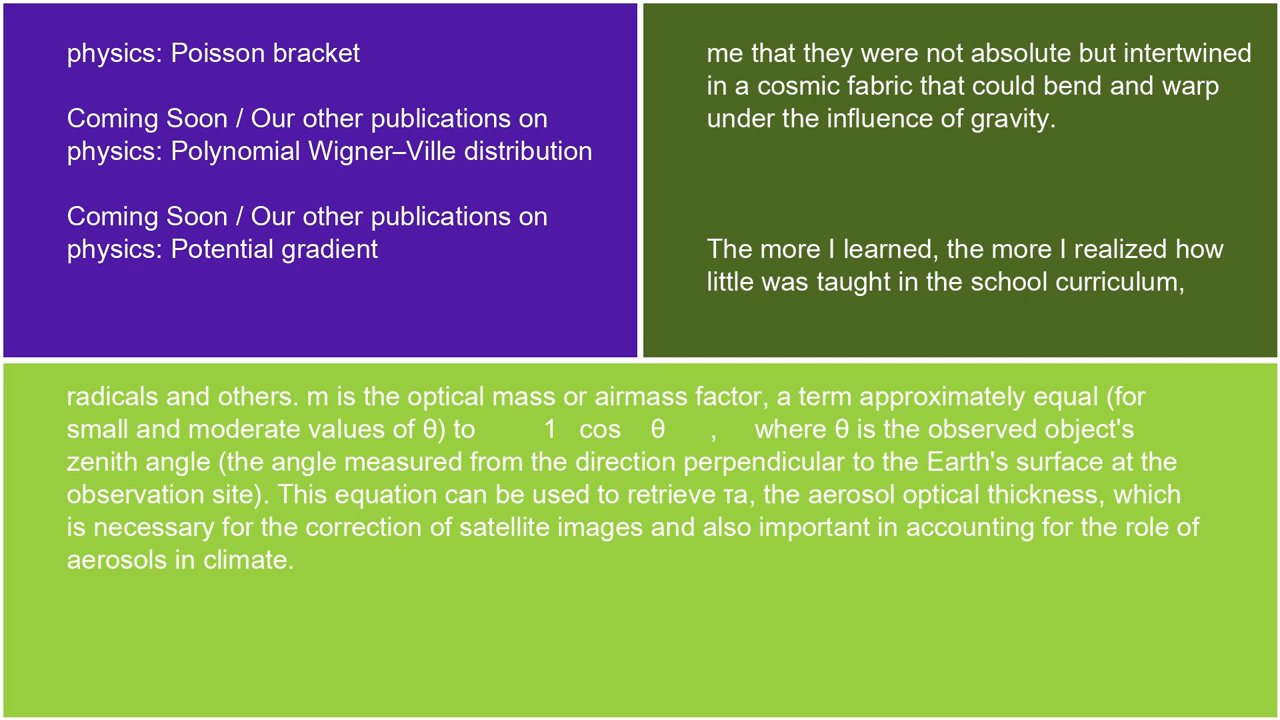 physics: Poisson bracket
Coming Soon / Our other publications on
physics: Polynomial Wigner–Ville distribution
Coming Soon / Our other publications on
physics: Potential gradient
me that they were not absolute but intertwined
in a cosmic fabric that could bend and warp
under the influence of gravity.
The more I learned, the more I realized how
little was taught in the school curriculum,
radicals and others. m is the optical mass or airmass factor, a term approximately equal (for
small and moderate values of θ) to 1 cos θ , where θ is the observed object's
zenith angle (the angle measured from the direction perpendicular to the Earth's surface at the
observation site). This equation can be used to retrieve τa, the aerosol optical thickness, which
is necessary for the correction of satellite images and also important in accounting for the role of
aerosols in climate.